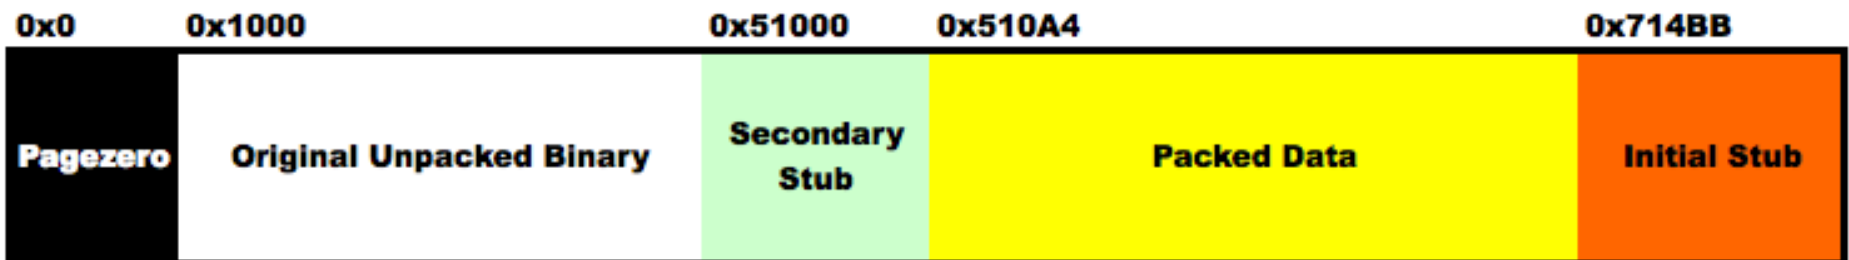 0x0 0x1000 0x51000 0x510A4 0x714BB
Pagezero Original Unpacked Binary Secondary Packed Data Initial Stub
Stub